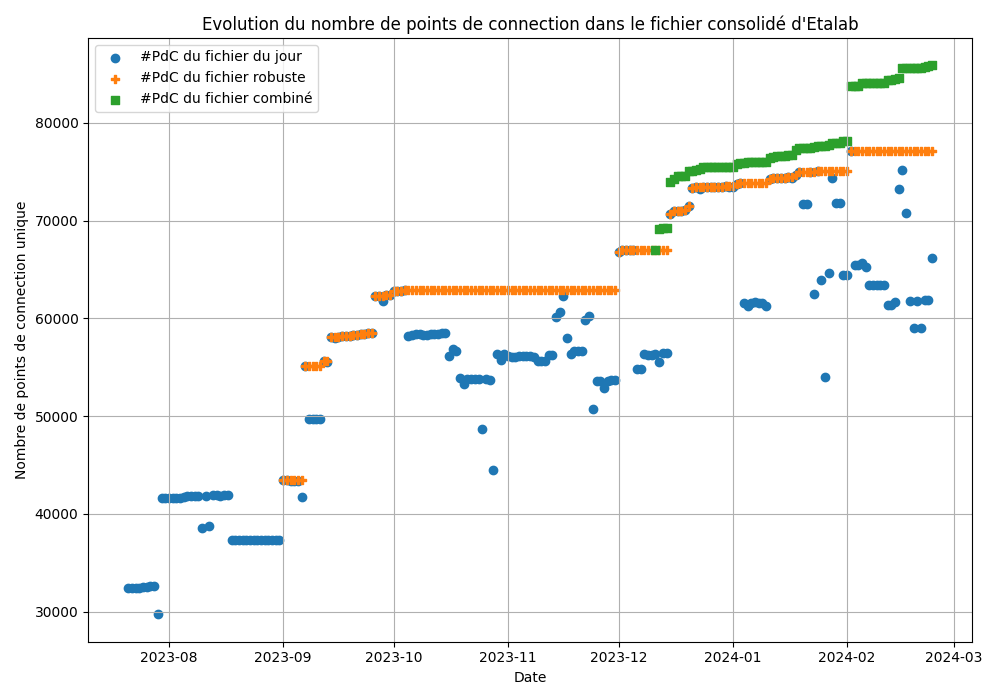 Evolution du nombre de points de connection dans le fichier consolidé d'Etalab
#PdC du fichier du jour
#PdC du fichier robuste
#PdC du fichier combiné
Nombre de points de connection unique
80000
70000
60000
50000
40000
30000
2023-08
2023-09
2023-10
2023-11
2023-12
2024-01
2024-02
2024-03
Date